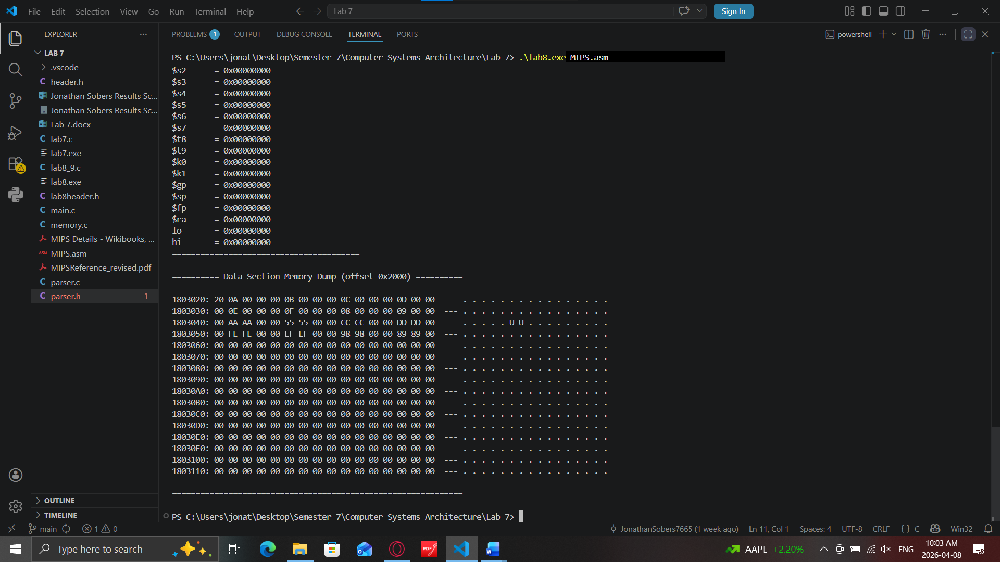 File Edit Selection View Go Run Terminal Help
Lab 7
Sign In
EXPLORER
LAB 7
.vscode
header.h
Jonathan Sobers Results Sc...
Jonathan Sobers Results Sc...
Lab 7.docx
lab7.c
lab7.exe
lab8_9.c
lab8.exe
lab8header.h
main.c
memory.c
MIPS Details - Wikibooks, ...
MIPS.asm
MIPSReference_revised.pdf
parser.c
parser.h 1
OUTLINE
TIMELINE
PROBLEMS 1 OUTPUT DEBUG CONSOLE TERMINAL PORTS
powershell
PS C:\Users\jonat\Desktop\Semester 7\Computer Systems Architecture\Lab 7> .\lab8.exe MIPS.asm
$s2 = 0x00000000
$s3 = 0x00000000
$s4 = 0x00000000
$s5 = 0x00000000
$s6 = 0x00000000
$s7 = 0x00000000
$t8 = 0x00000000
$t9 = 0x00000000
$k0 = 0x00000000
$k1 = 0x00000000
$gp = 0x00000000
$sp = 0x00000000
$fp = 0x00000000
$ra = 0x00000000
lo = 0x00000000
hi = 0x00000000
========================================
========== Data Section Memory Dump (offset 0x2000) ==========
1803020: 20 0A 00 00 00 0B 00 00 00 0C 00 00 00 0D 00 00 --- . . . . . . . . . . . . . . . .
1803030: 00 0E 00 00 00 0F 00 00 00 08 00 00 00 09 00 00 --- . . . . . . . . . . . . . . . .
1803040: 00 AA AA 00 00 55 55 00 00 CC CC 00 00 DD DD 00 --- . . . . . U U . . . . . . . . .
1803050: 00 FE FE 00 00 EF EF 00 00 98 98 00 00 89 89 00 --- . . . . . . . . . . . . . . . .
1803060: 00 00 00 00 00 00 00 00 00 00 00 00 00 00 00 00 --- . . . . . . . . . . . . . . . .
1803070: 00 00 00 00 00 00 00 00 00 00 00 00 00 00 00 00 --- . . . . . . . . . . . . . . . .
1803080: 00 00 00 00 00 00 00 00 00 00 00 00 00 00 00 00 --- . . . . . . . . . . . . . . . .
1803090: 00 00 00 00 00 00 00 00 00 00 00 00 00 00 00 00 --- . . . . . . . . . . . . . . . .
18030A0: 00 00 00 00 00 00 00 00 00 00 00 00 00 00 00 00 --- . . . . . . . . . . . . . . . .
18030B0: 00 00 00 00 00 00 00 00 00 00 00 00 00 00 00 00 --- . . . . . . . . . . . . . . . .
18030C0: 00 00 00 00 00 00 00 00 00 00 00 00 00 00 00 00 --- . . . . . . . . . . . . . . . .
18030D0: 00 00 00 00 00 00 00 00 00 00 00 00 00 00 00 00 --- . . . . . . . . . . . . . . . .
18030E0: 00 00 00 00 00 00 00 00 00 00 00 00 00 00 00 00 --- . . . . . . . . . . . . . . . .
18030F0: 00 00 00 00 00 00 00 00 00 00 00 00 00 00 00 00 --- . . . . . . . . . . . . . . . .
1803100: 00 00 00 00 00 00 00 00 00 00 00 00 00 00 00 00 --- . . . . . . . . . . . . . . . .
1803110: 00 00 00 00 00 00 00 00 00 00 00 00 00 00 00 00 --- . . . . . . . . . . . . . . . .
==============================================================
PS C:\Users\jonat\Desktop\Semester 7\Computer Systems Architecture\Lab 7>
main 1 0 JonathanSobers7665 (1 week ago) Ln 11, Col 1 Spaces: 4 UTF-8 CRLF { } C Win32
Type here to search
AAPL +2.20% ENG 10:03 AM
2026-04-08